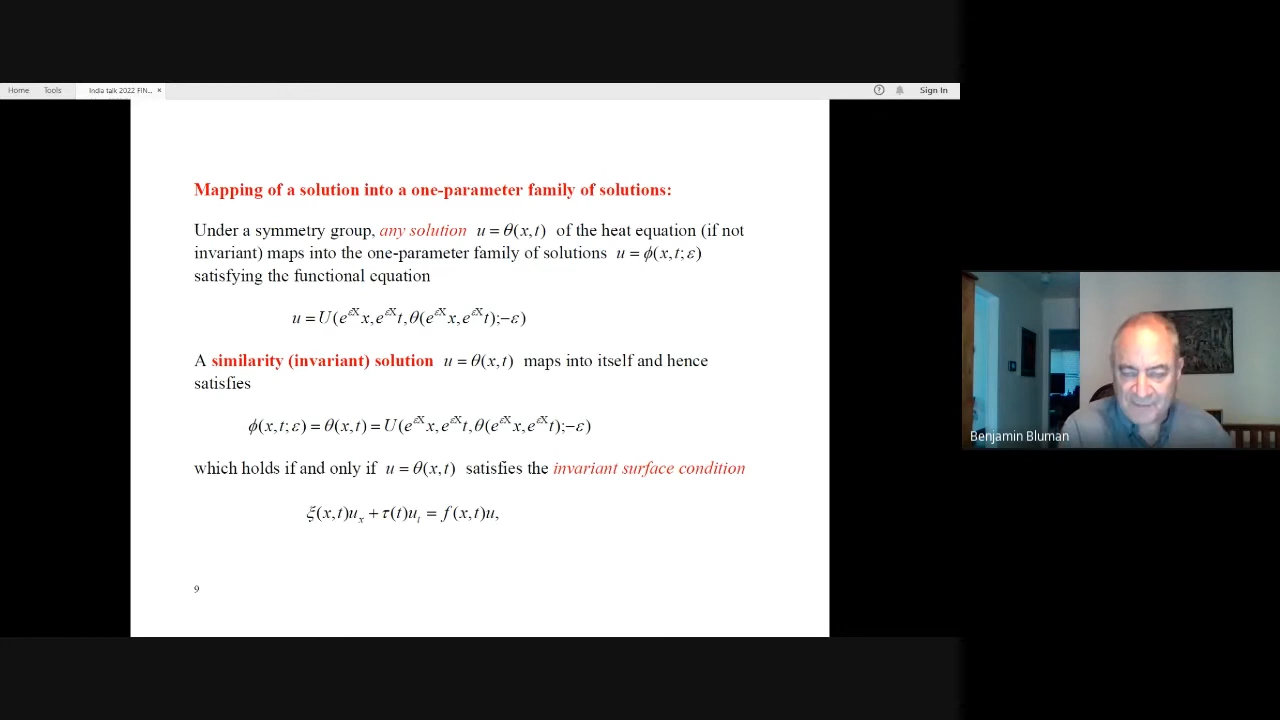 Home Tools India talk 2022 FIN... × ? Sign In
Mapping of a solution into a one-parameter family of solutions:
Under a symmetry group, any solution u = θ(x,t) of the heat equation (if not
invariant) maps into the one-parameter family of solutions u = ϕ(x,t;ε)
satisfying the functional equation
u = U(e^{εX}x, e^{εX}t, θ(e^{εX}x, e^{εX}t);−ε)
A similarity (invariant) solution u = θ(x,t) maps into itself and hence
satisfies
ϕ(x,t;ε) = θ(x,t) = U(e^{εX}x, e^{εX}t, θ(e^{εX}x, e^{εX}t);−ε)
which holds if and only if u = θ(x,t) satisfies the invariant surface condition
ξ(x,t)u_x + τ(t)u_t = f(x,t)u,
9
Benjamin Bluman